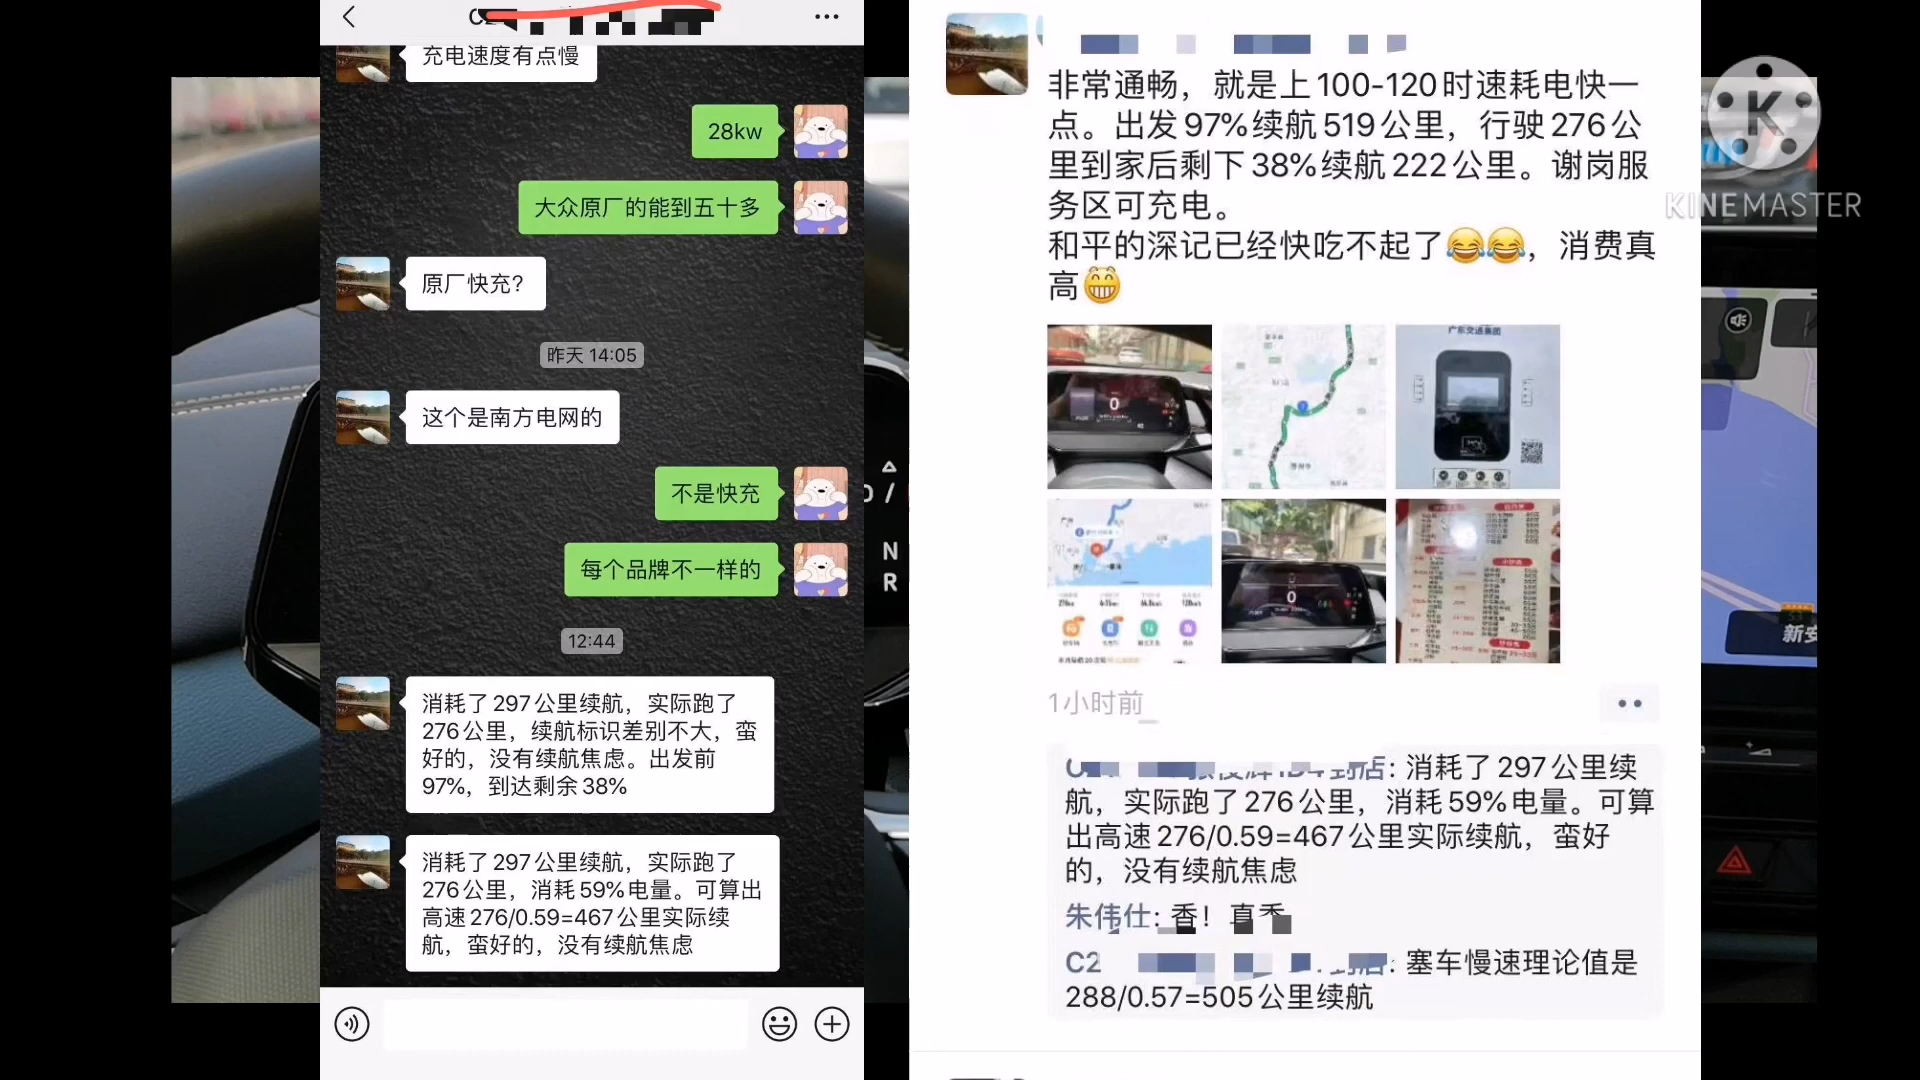 充电速度有点慢
28kw
大众原厂的能到五十多
原厂快充?
昨天 14:05
这个是南方电网的
不是快充
每个品牌不一样的
12:44
消耗了297公里续航，实际跑了
276公里，续航标识差别不大，蛮
好的，没有续航焦虑。出发前
97%，到达剩余38%
消耗了297公里续航，实际跑了
276公里，消耗59%电量。可算出
高速276/0.59=467公里实际续
航，蛮好的，没有续航焦虑
N
R
非常通畅，就是上100-120时速耗电快一
点。出发97%续航519公里，行驶276公
里到家后剩下38%续航222公里。谢岗服
务区可充电。
和平的深记已经快吃不起了😂😂，消费真
高😁
广东交通集团
0
0
1小时前
到店: 消耗了297公里续
航，实际跑了276公里，消耗59%电量。可算
出高速276/0.59=467公里实际续航，蛮好
的，没有续航焦虑
朱伟仕: 香！真香
C2 到店: 塞车慢速理论值是
288/0.57=505公里续航
K
KINEMASTER
新安